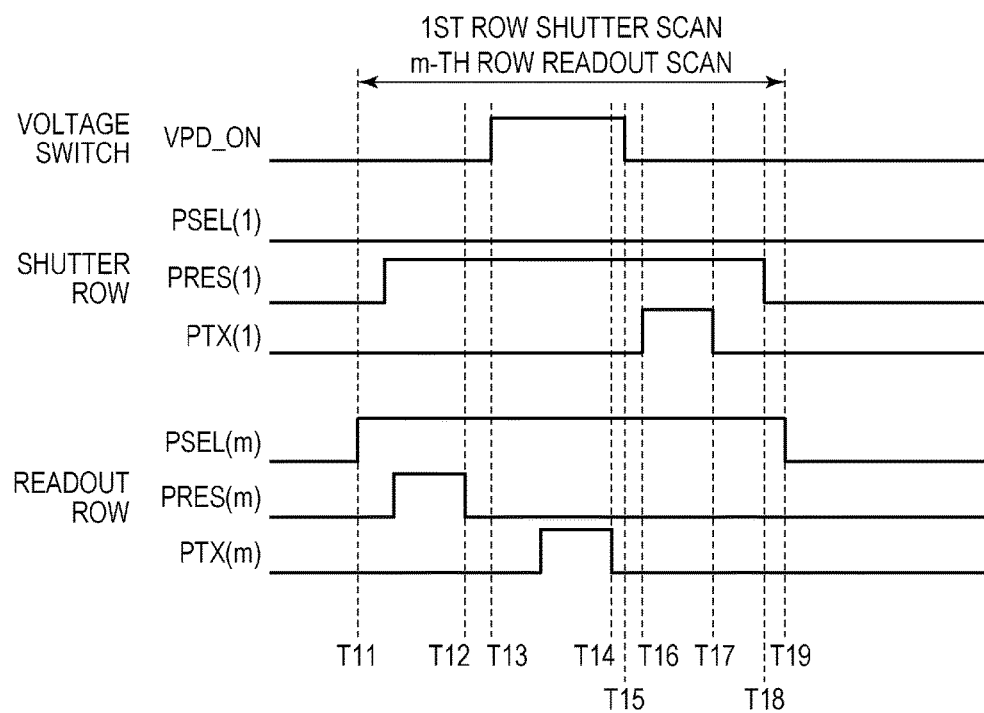 1ST ROW SHUTTER SCAN
m-TH ROW READOUT SCAN
VOLTAGE
SWITCH
VPD_ON
PSEL(1)
SHUTTER
ROW
PRES(1)
PTX(1)
PSEL(m)
READOUT
ROW
PRES(m)
PTX(m)
T11 T12 T13 T14 T16 T17 T19
T15 T18